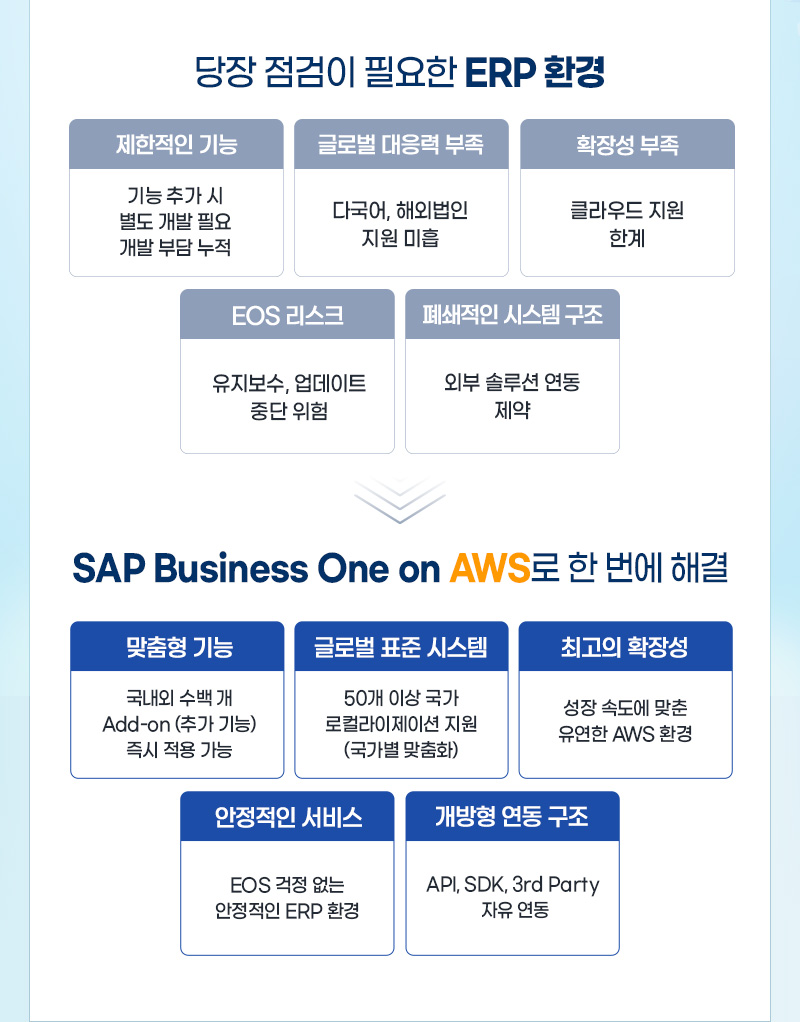 당장 점검이 필요한 ERP 환경
제한적인 기능
기능 추가 시
별도 개발 필요
개발 부담 누적
글로벌 대응력 부족
다국어, 해외법인
지원 미흡
확장성 부족
클라우드 지원
한계
EOS 리스크
유지보수, 업데이트
중단 위험
폐쇄적인 시스템 구조
외부 솔루션 연동
제약
SAP Business One on AWS로 한 번에 해결
맞춤형 기능
국내외 수백 개
Add-on (추가 기능)
즉시 적용 가능
글로벌 표준 시스템
50개 이상 국가
로컬라이제이션 지원
(국가별 맞춤화)
최고의 확장성
성장 속도에 맞춘
유연한 AWS 환경
안정적인 서비스
EOS 걱정 없는
안정적인 ERP 환경
개방형 연동 구조
API, SDK, 3rd Party
자유 연동